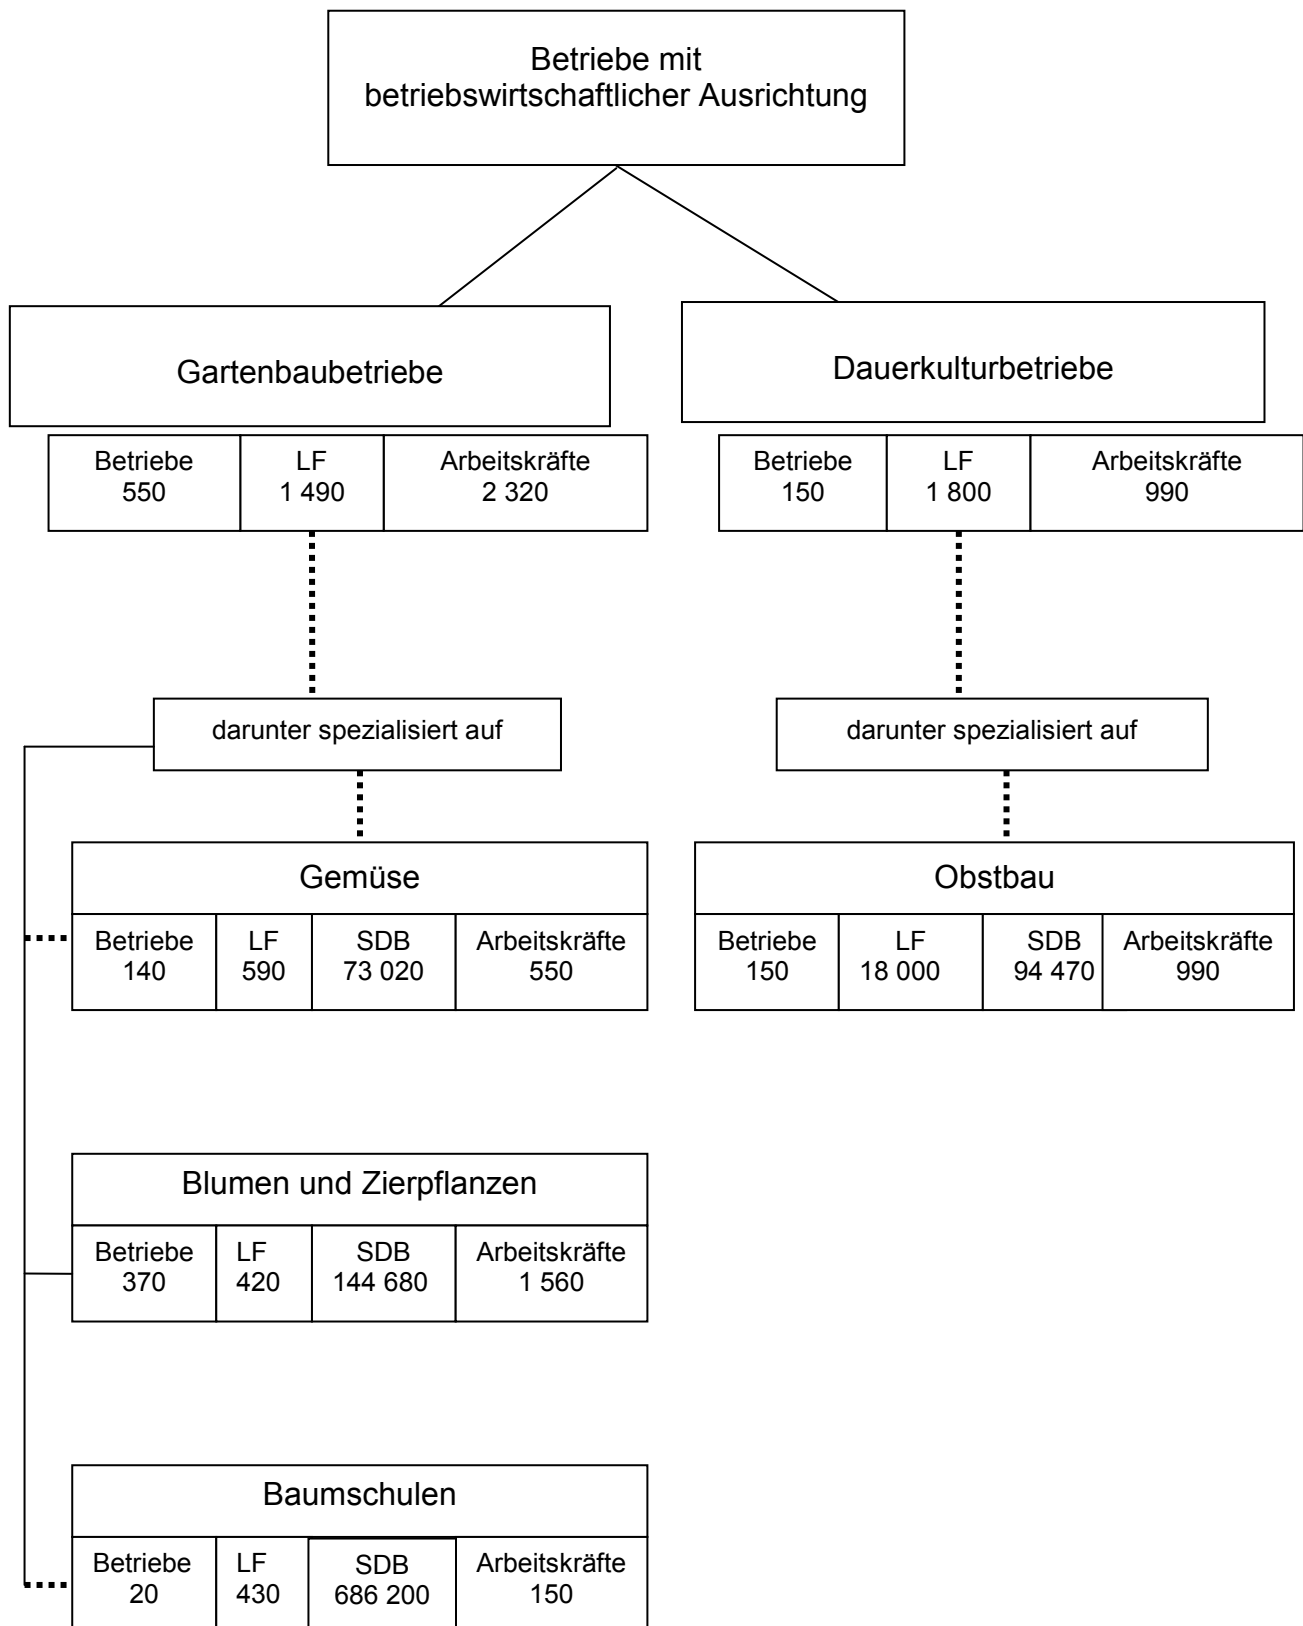 Betriebe mit
betriebswirtschaftlicher Ausrichtung
Gartenbaubetriebe
Betriebe
550
LF
1 490
Arbeitskräfte
2 320
Dauerkulturbetriebe
Betriebe
150
LF
1 800
Arbeitskräfte
990
darunter spezialisiert auf
darunter spezialisiert auf
Gemüse
Betriebe
140
LF
590
SDB
73 020
Arbeitskräfte
550
Obstbau
Betriebe
150
LF
18 000
SDB
94 470
Arbeitskräfte
990
Blumen und Zierpflanzen
Betriebe
370
LF
420
SDB
144 680
Arbeitskräfte
1 560
Baumschulen
Betriebe
20
LF
430
SDB
686 200
Arbeitskräfte
150